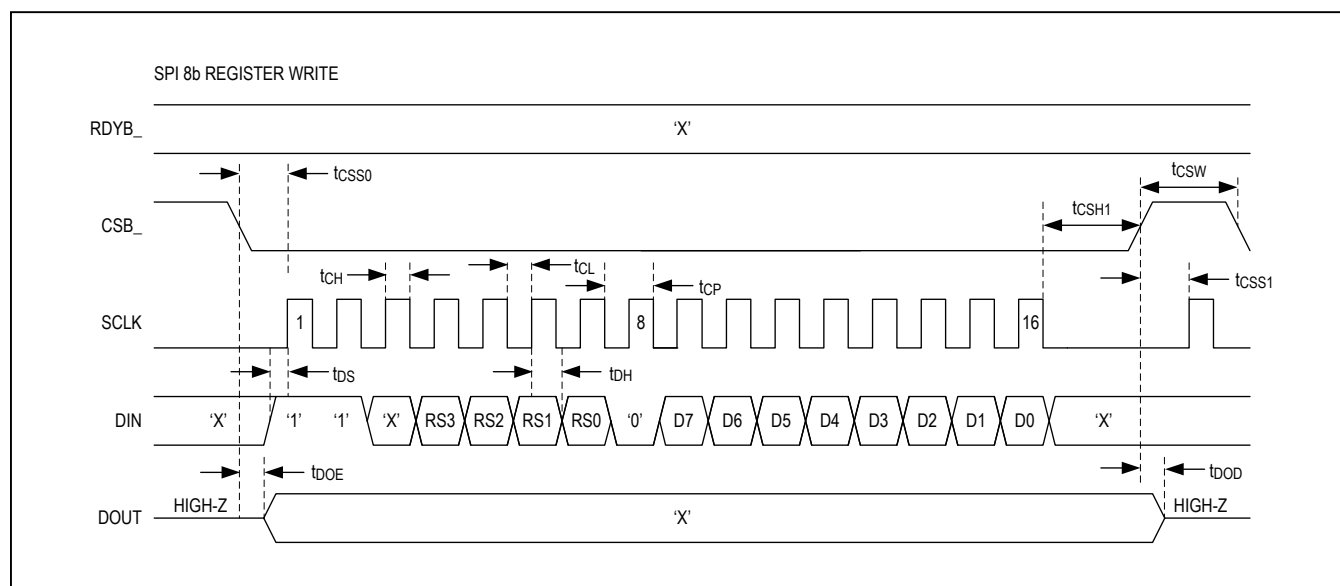 SPI 8b REGISTER WRITE
RDYB_ ‘X’
tCSS0 tCSW
CSB_ tCSH1
tCH tCL tCP tCSS1
SCLK 1 8 16
tDS tDH
DIN ‘X’ ‘1’ ‘1’ ‘X’ RS3 RS2 RS1 RS0 ‘0’ D7 D6 D5 D4 D3 D2 D1 D0 ‘X’
tDOE tDOD
DOUT HIGH-Z ‘X’ HIGH-Z